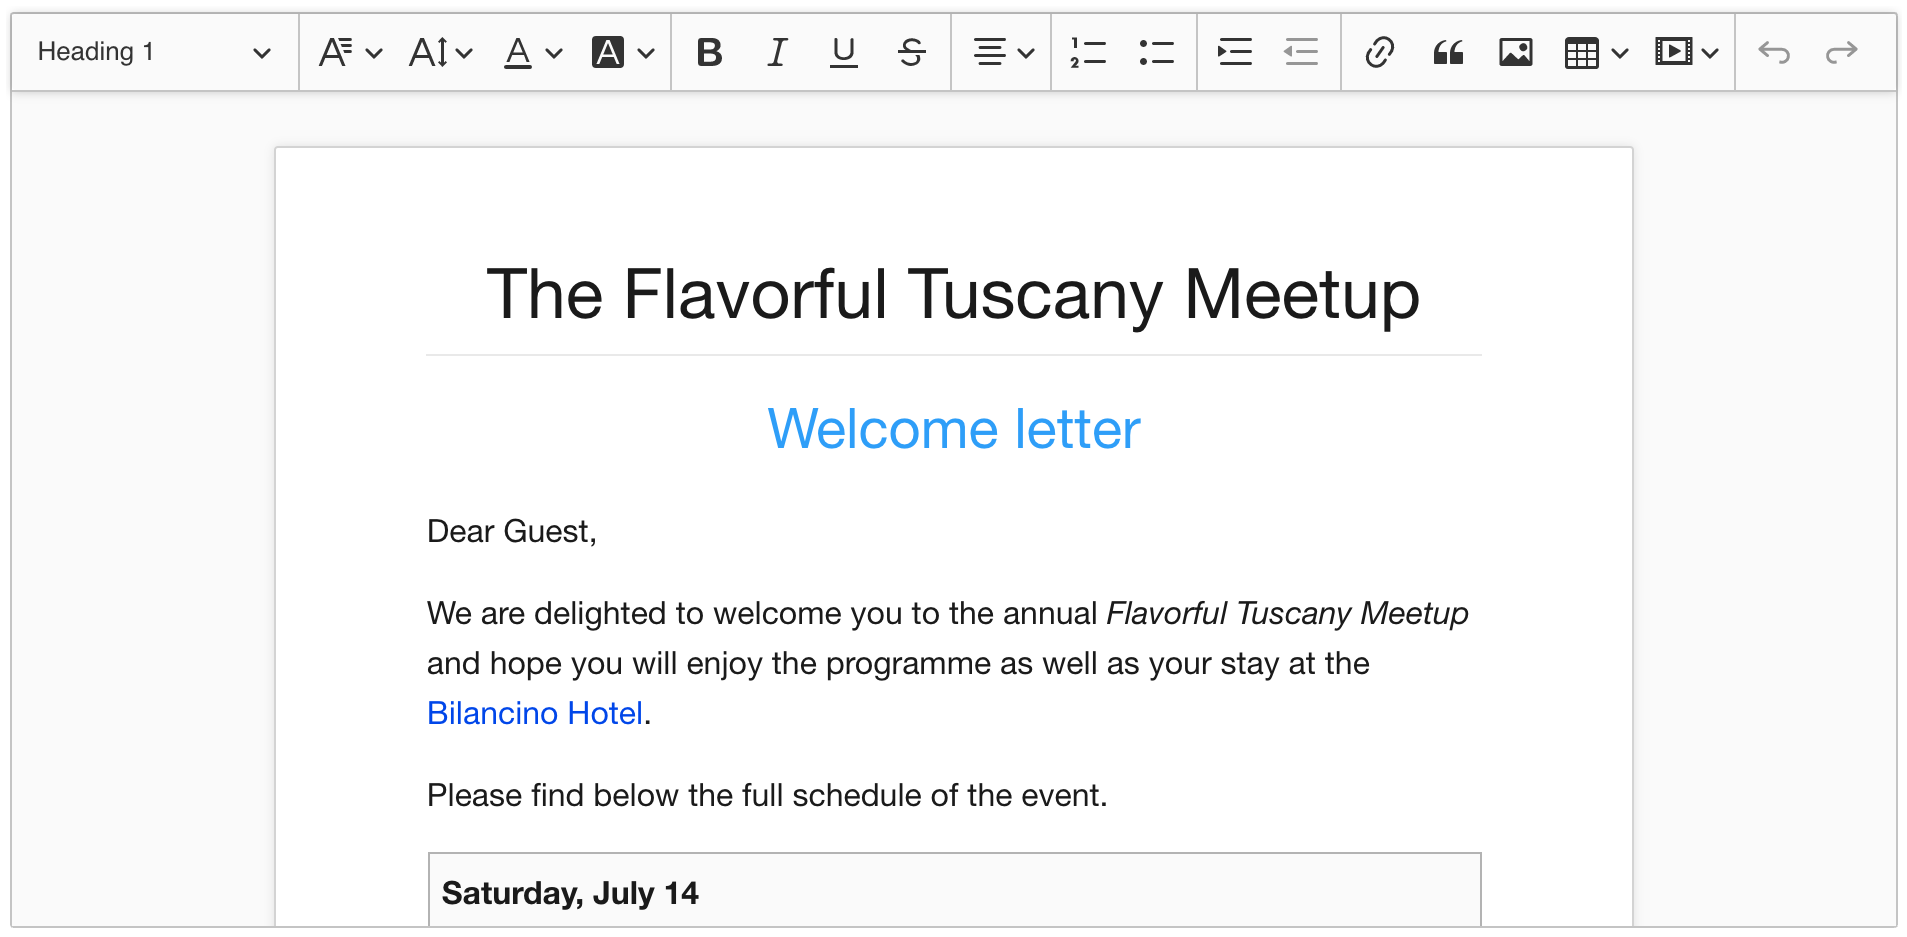 Heading 1
The Flavorful Tuscany Meetup
Welcome letter
Dear Guest,
We are delighted to welcome you to the annual Flavorful Tuscany Meetup
and hope you will enjoy the programme as well as your stay at the
Bilancino Hotel.
Please find below the full schedule of the event.
Saturday, July 14